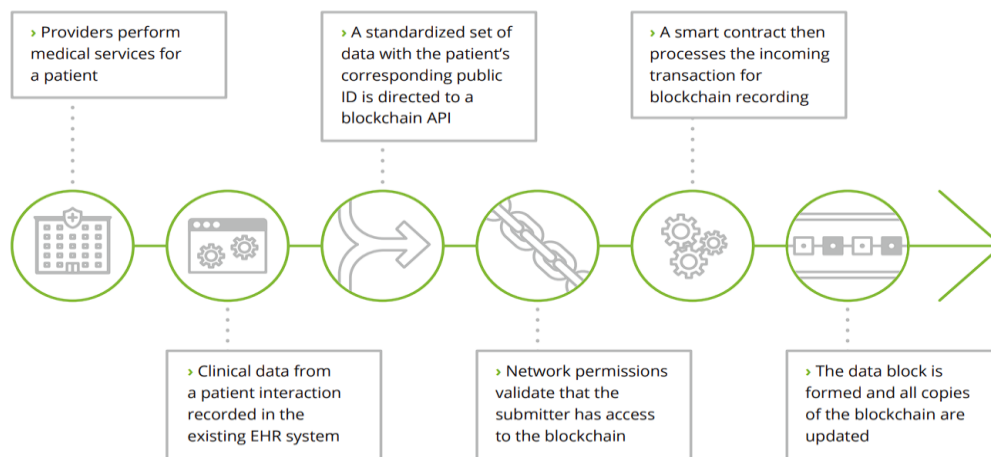 › Providers perform
medical services for
a patient
› A standardized set of
data with the patient's
corresponding public
ID is directed to a
blockchain API
› A smart contract then
processes the incoming
transaction for
blockchain recording
› Clinical data from
a patient interaction
recorded in the
existing EHR system
› Network permissions
validate that the
submitter has access
to the blockchain
› The data block is
formed and all copies
of the blockchain are
updated